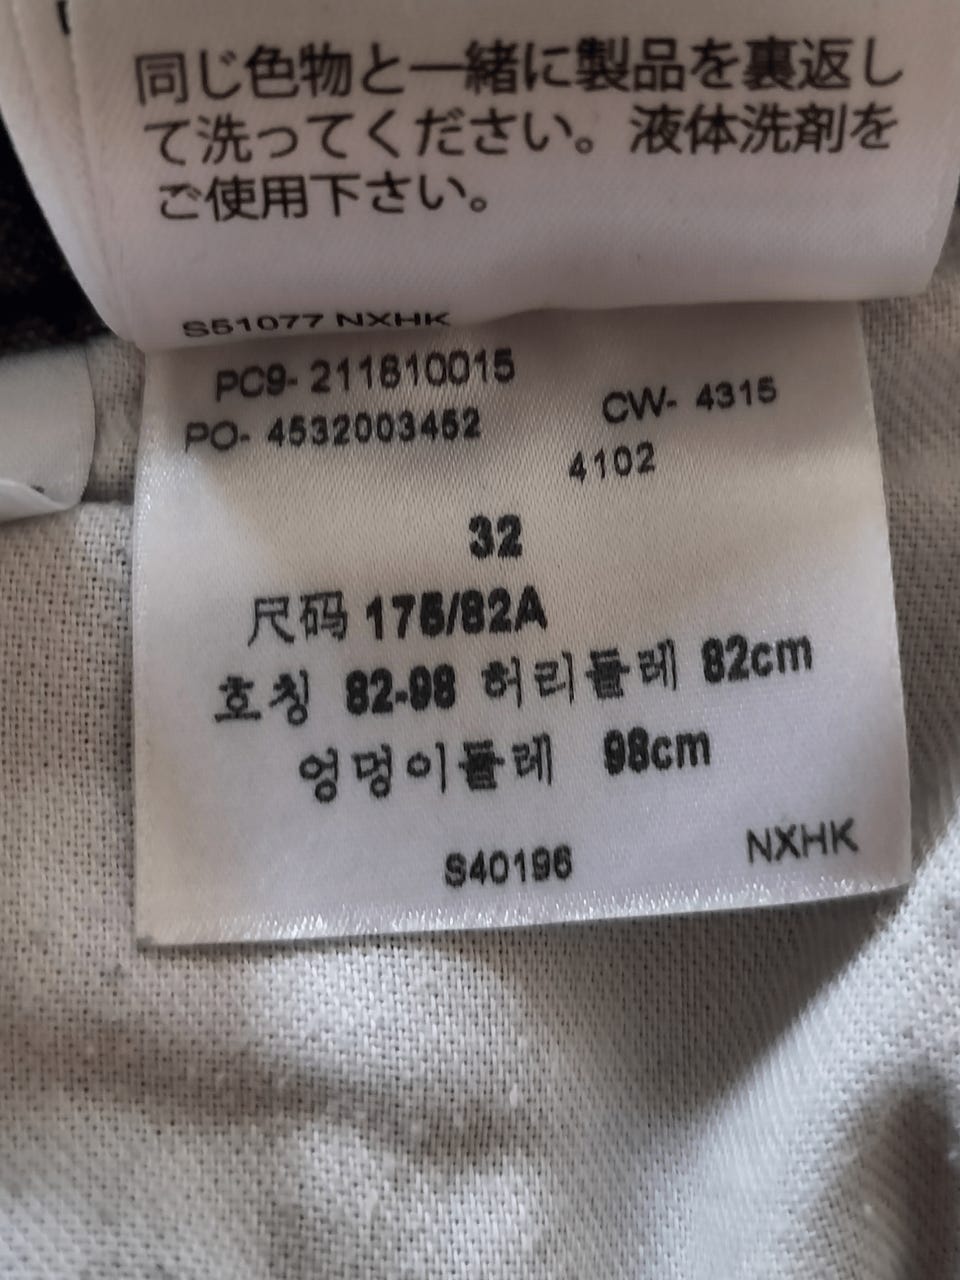 同じ色物と一緒に製品を裏返し
て洗ってください。液体洗剤を
ご使用下さい。
S51077 NXHK
PC9- 211810015
PO- 4532003452 CW- 4315
4102
32
尺码 175/82A
호칭 82-98 허리둘레 82cm
엉덩이둘레 98cm
S40196 NXHK